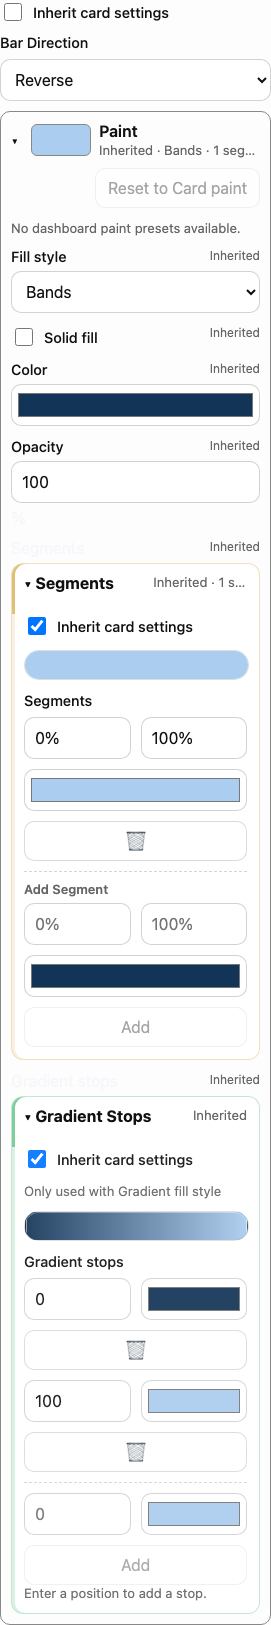 Inherit card settings
Bar Direction
Reverse
Paint
Inherited · Bands · 1 seg...
Reset to Card paint
No dashboard paint presets available.
Fill style Inherited
Bands
Solid fill Inherited
Color Inherited
Opacity Inherited
100
%
Segments Inherited
Segments Inherited · 1 s...
Inherit card settings
Segments
0% 100%
Add Segment
0% 100%
Add
Gradient stops Inherited
Gradient Stops Inherited
Inherit card settings
Only used with Gradient fill style
Gradient stops
0
100
0
Add
Enter a position to add a stop.